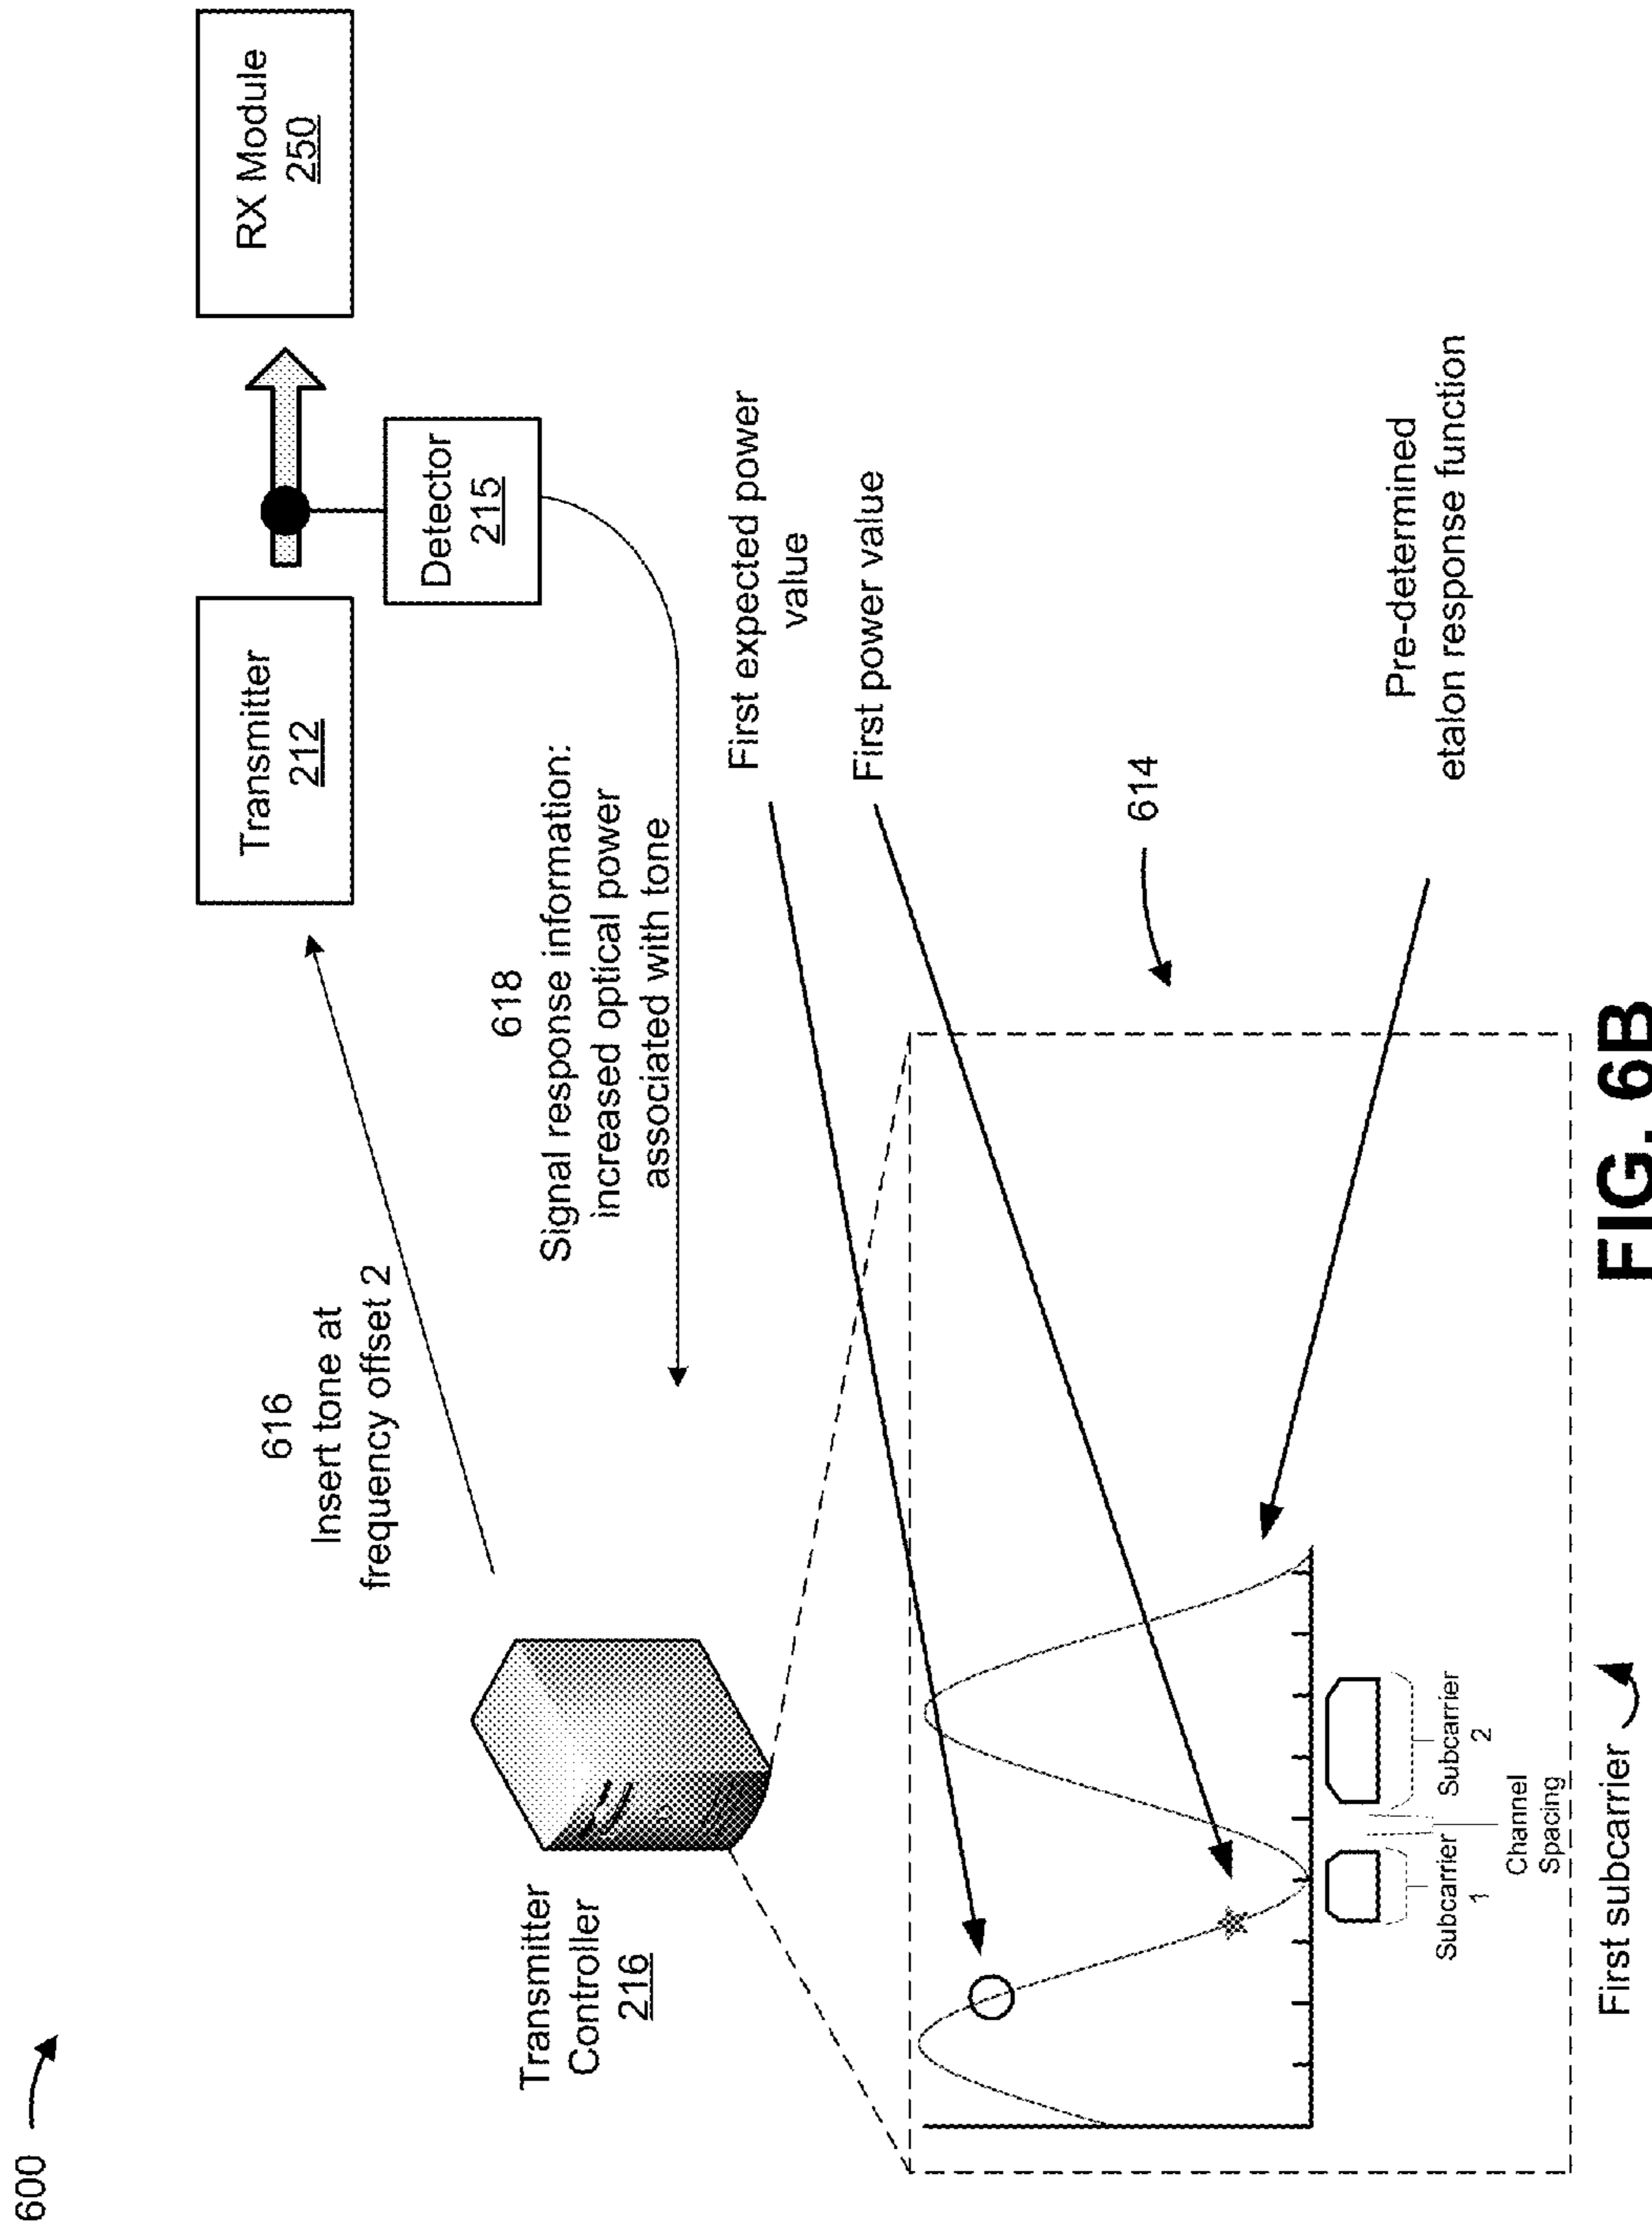 600
Transmitter
212
RX Module
250
Detector
215
616
Insert tone at
frequency offset 2
Transmitter
Controller
216
618
Signal response information:
increased optical power
associated with tone
First expected power
value
First power value
614
Pre-determined
etalon response function
Subcarrier
1
Subcarrier
2
Channel
Spacing
First subcarrier
FIG. 6B